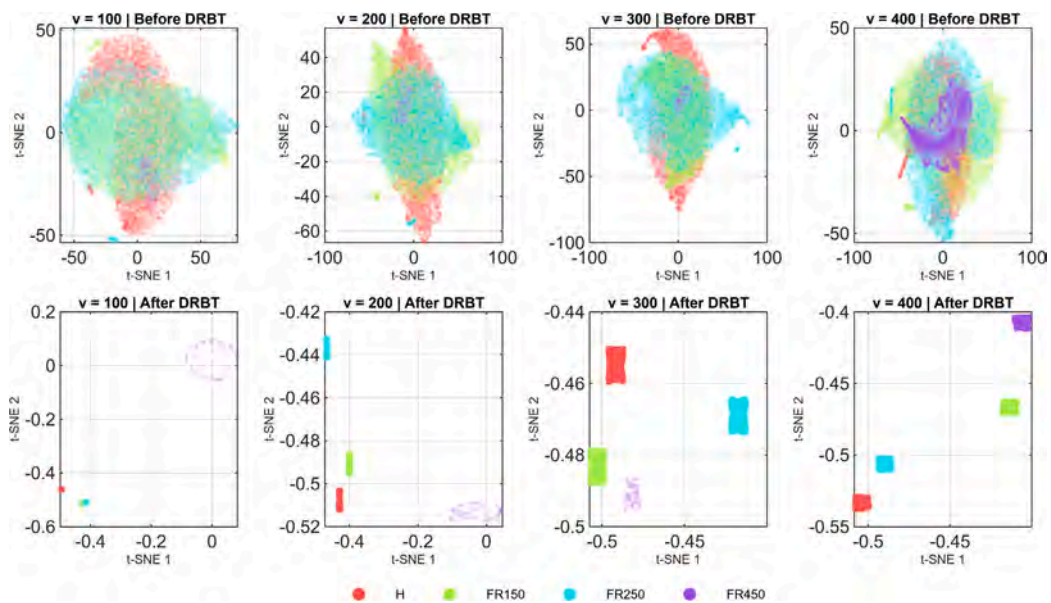 v = 100 | Before DRBT
v = 200 | Before DRBT
v = 300 | Before DRBT
v = 400 | Before DRBT
t-SNE 2
50
0
-50
-50
0
50
t-SNE 1
t-SNE 2
40
20
0
-20
-40
-60
-100
0
100
t-SNE 1
t-SNE 2
50
0
-50
-100
-100
0
100
t-SNE 1
t-SNE 2
50
0
-50
-100
0
100
t-SNE 1
v = 100 | After DRBT
v = 200 | After DRBT
v = 300 | After DRBT
v = 400 | After DRBT
t-SNE 2
0.2
0
-0.2
-0.4
-0.6
-0.4
-0.2
0
t-SNE 1
t-SNE 2
-0.42
-0.44
-0.46
-0.48
-0.5
-0.52
-0.4
-0.2
0
t-SNE 1
t-SNE 2
-0.44
-0.46
-0.48
-0.5
-0.5
-0.45
t-SNE 1
t-SNE 2
-0.4
-0.45
-0.5
-0.55
-0.5
-0.45
t-SNE 1
H
FR150
FR250
FR450